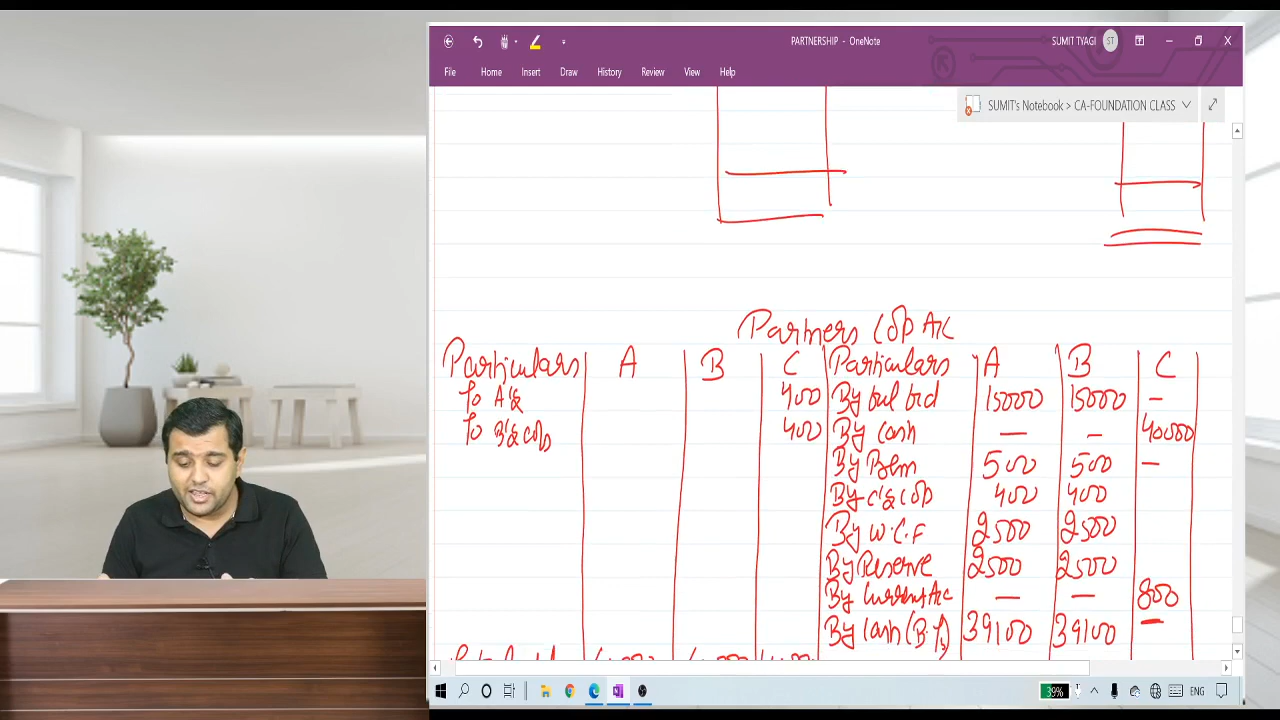 PARTNERSHIP - OneNote
SUMIT TYAGI ST
File Home Insert Draw History Review View Help
SUMIT's Notebook > CA-FOUNDATION CLASS
Partners Cap A/c
Particulars A B C Particulars A B C
To A's 400 By bal b/d 15000 15000 -
To B's Cap 400 By Cash - - 40000
By 500 500 -
By C's Cap 400 400
By W.C.F 2500 2500
By Reserve 2500 2500
By Current A/c - - 800
By Cash (B.f) 39100 39100 -
39% ENG